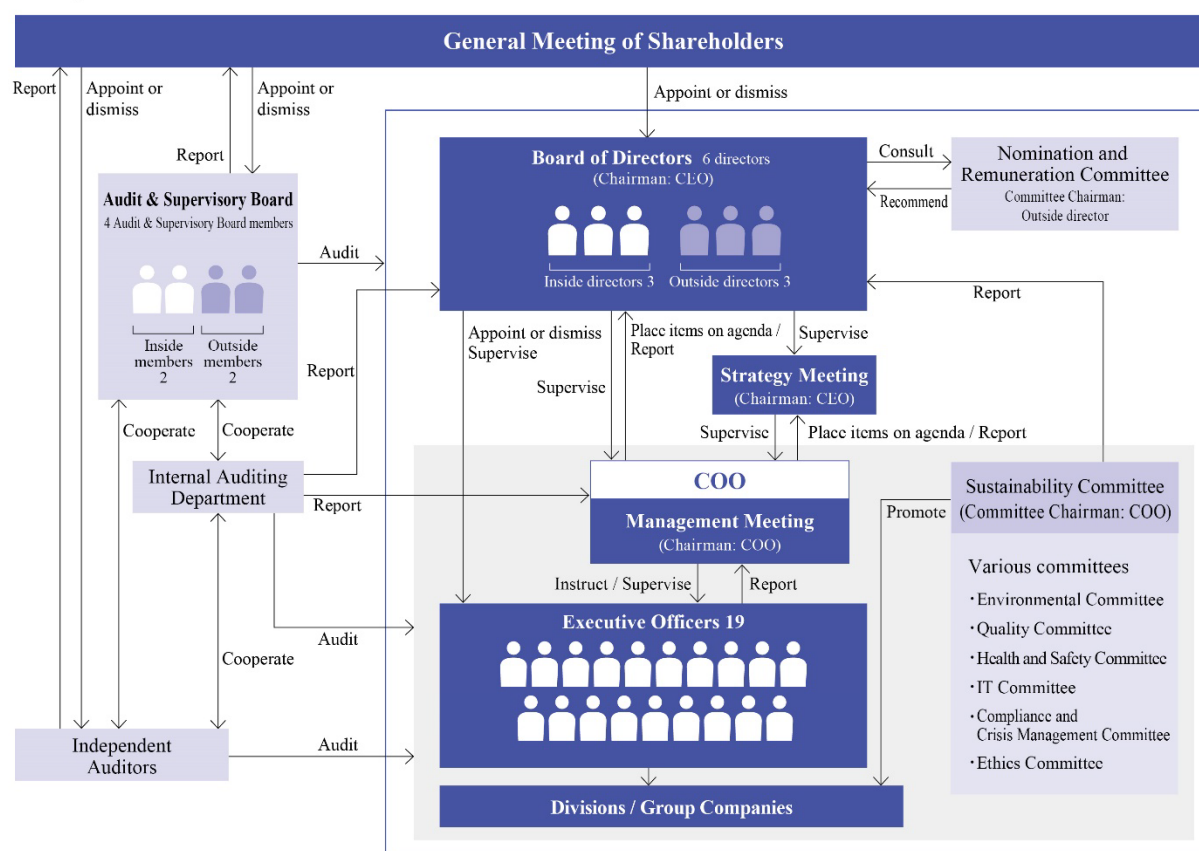 General Meeting of Shareholders
Report
Appoint or
dismiss
Report
Appoint or
dismiss
Appoint or dismiss
Audit & Supervisory Board
4 Audit & Supervisory Board members
Inside
members
2
Outside
members
2
Audit
Board of Directors 6 directors
(Chairman: CEO)
Inside directors 3
Outside directors 3
Consult
Recommend
Nomination and
Remuneration Committee
Committee Chairman:
Outside director
Report
Report
Appoint or dismiss
Supervise
Supervise
Place items on agenda /
Report
Supervise
Strategy Meeting
(Chairman: CEO)
Supervise
Place items on agenda / Report
Cooperate
Cooperate
Internal Auditing
Department
Report
COO
Management Meeting
(Chairman: COO)
Promote
Sustainability Committee
(Committee Chairman: COO)
Various committees
・Environmental Committee
・Quality Committee
・Health and Safety Committee
・IT Committee
・Compliance and
Crisis Management Committee
・Ethics Committee
Instruct / Supervise
Report
Executive Officers 19
Audit
Cooperate
Independent
Auditors
Audit
Divisions / Group Companies